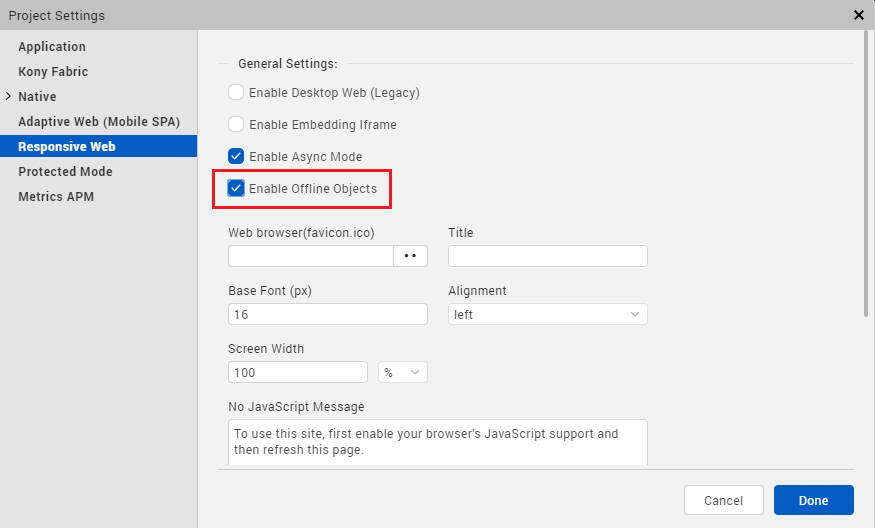 Project Settings
Application
Kony Fabric
Native
Adaptive Web (Mobile SPA)
Responsive Web
Protected Mode
Metrics APM
General Settings:
Enable Desktop Web (Legacy)
Enable Embedding Iframe
Enable Async Mode
Enable Offline Objects
Web browser(favicon.ico)
Title
Base Font (px)
Alignment
16
left
Screen Width
100
%
No JavaScript Message
To use this site, first enable your browser's JavaScript support and
then refresh this page.
Cancel
Done